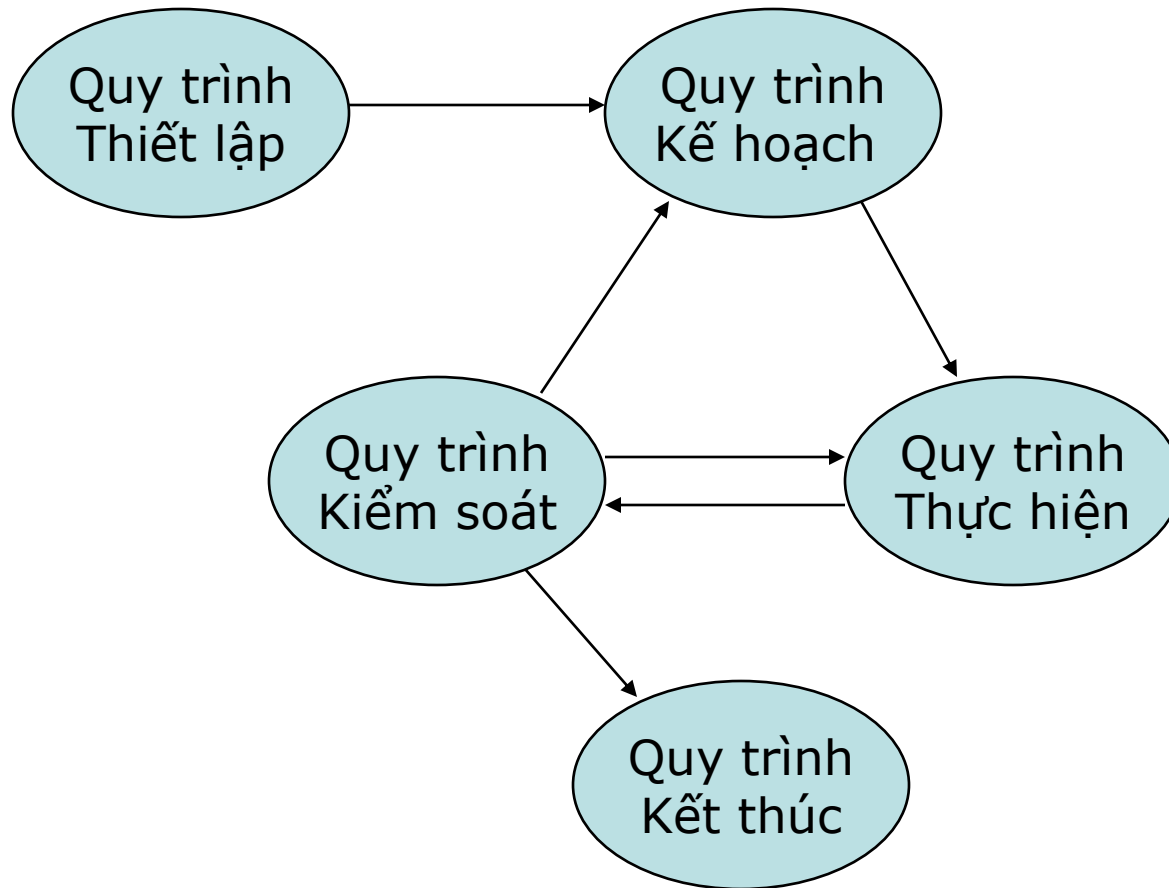 Quy trình
Thiết lập
Quy trình
Kế hoạch
Quy trình
Kiểm soát
Quy trình
Thực hiện
Quy trình
Kết thúc